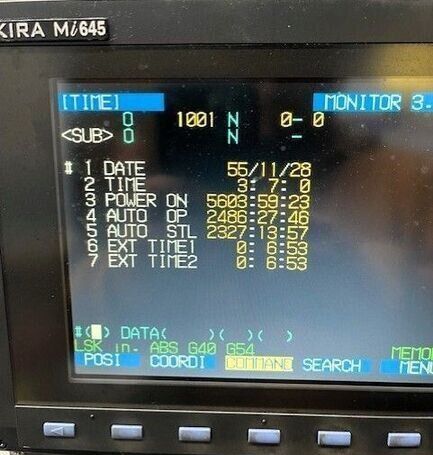 KIRA Mi645
[TIME] MONITOR 3.
O 1001 N 0- 0
<SUB> O N -
# 1 DATE 55/11/28
2 TIME 3: 7: 0
3 POWER ON 5603:59:23
4 AUTO OP 2486:27:46
5 AUTO STL 2327:13:57
6 EXT TIME1 0: 6:53
7 EXT TIME2 0: 6:53
#( ) DATA( )( )( )
LSK in. ABS G40 G54 MEMO
POSI COORDI COMMAND SEARCH MENU